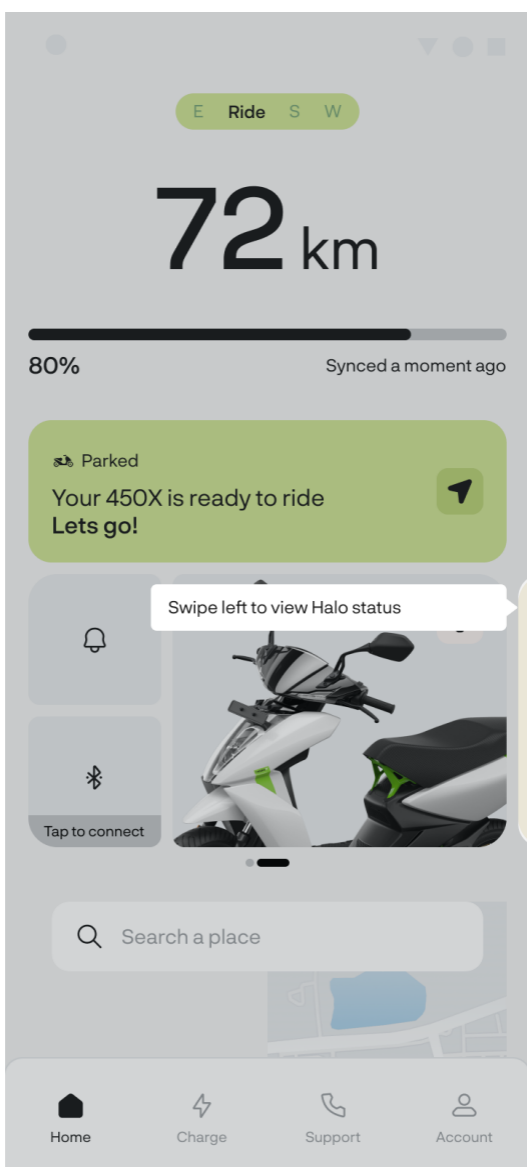 E Ride S W
72 km
80%
Synced a moment ago
Parked
Your 450X is ready to ride
Lets go!
Swipe left to view Halo status
Tap to connect
Search a place
Home
Charge
Support
Account